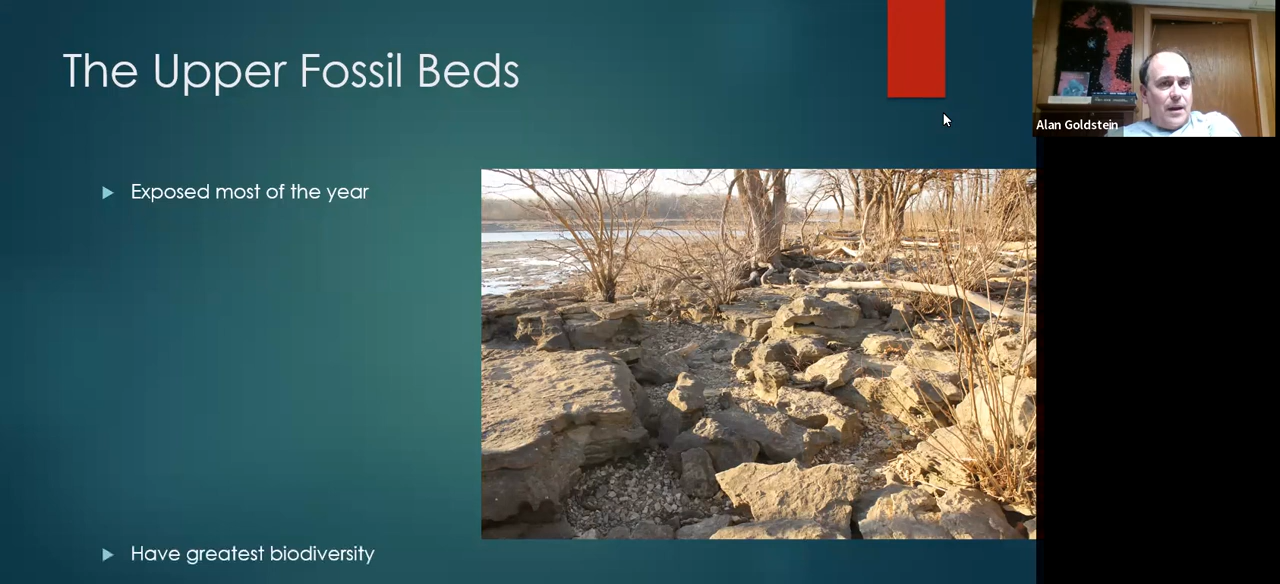 The Upper Fossil Beds
Alan Goldstein
Exposed most of the year
Have greatest biodiversity